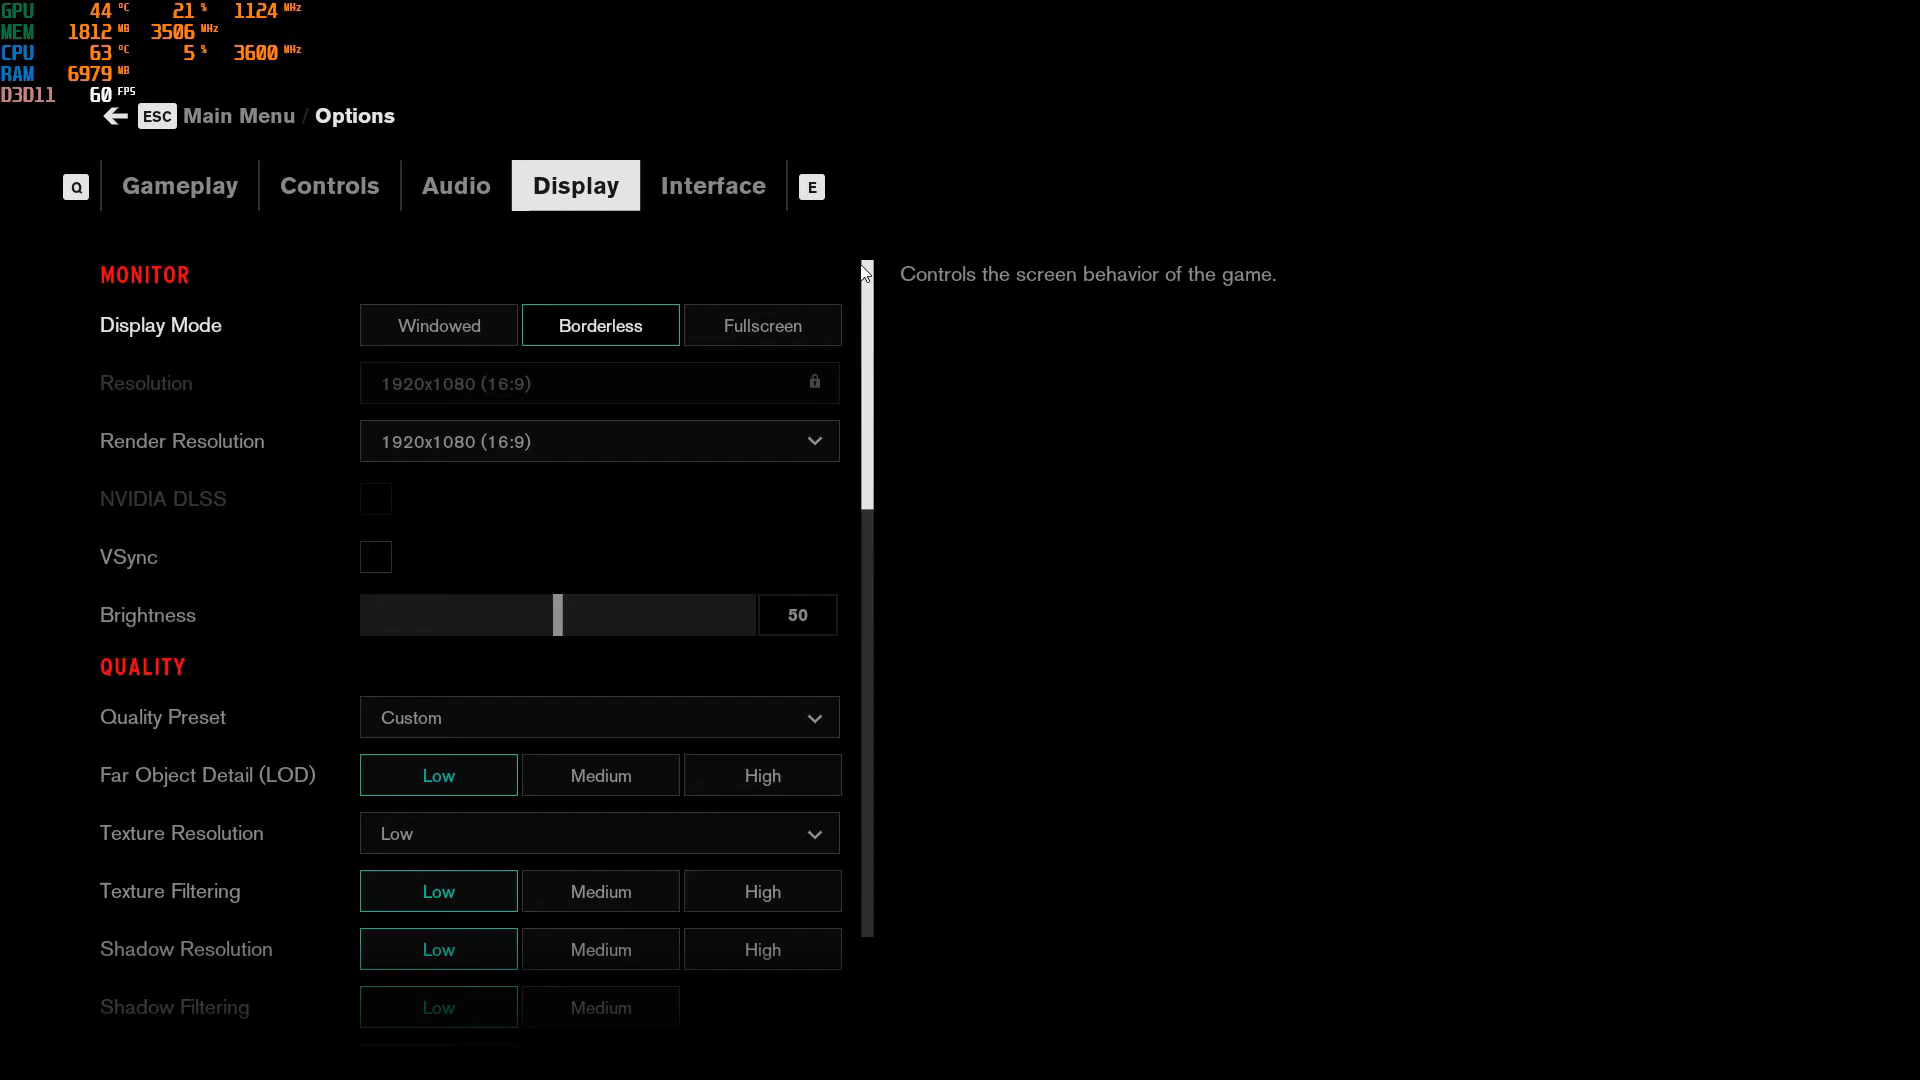 GPU 44 °C 21 % 1124 MHz
MEM 1812 MB 3506 MHz
CPU 63 °C 5 % 3600 MHz
RAM 6979 MB
D3D11 60 FPS
ESC Main Menu / Options
Q Gameplay Controls Audio Display Interface E
MONITOR
Controls the screen behavior of the game.
Display Mode Windowed Borderless Fullscreen
Resolution 1920x1080 (16:9)
Render Resolution 1920x1080 (16:9)
NVIDIA DLSS
VSync
Brightness 50
QUALITY
Quality Preset Custom
Far Object Detail (LOD) Low Medium High
Texture Resolution Low
Texture Filtering Low Medium High
Shadow Resolution Low Medium High
Shadow Filtering Low Medium